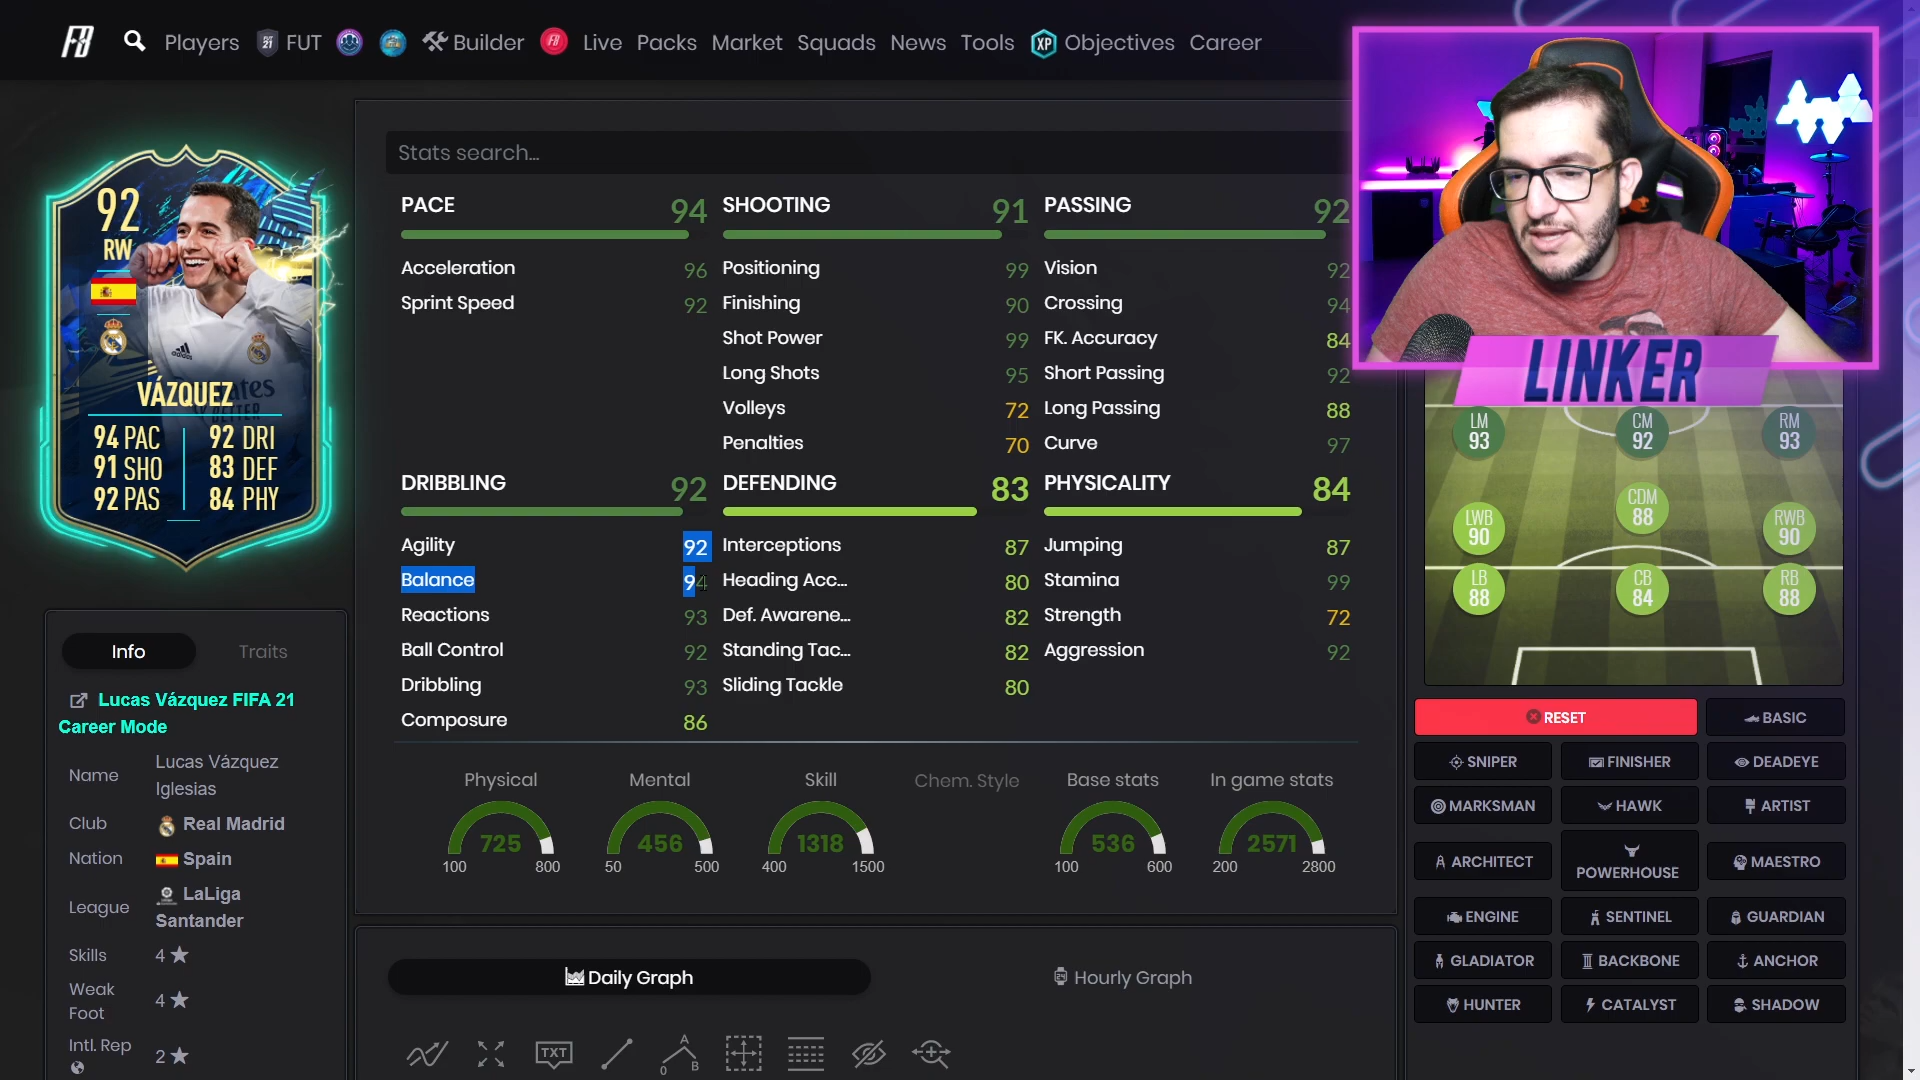 FB Players FUT 21 FUT Builder FB Live Packs Market Squads News Tools XP Objectives Career
Stats search...
92
RW
VÁZQUEZ
94 PAC 92 DRI
91 SHO 83 DEF
92 PAS 84 PHY
adidas
PACE 94 SHOOTING 91 PASSING 92
Acceleration 96 Positioning 99 Vision 92
Sprint Speed 92 Finishing 90 Crossing 94
Shot Power 99 FK. Accuracy 84
Long Shots 95 Short Passing 92
Volleys 72 Long Passing 88
Penalties 70 Curve 97
DRIBBLING 92 DEFENDING 83 PHYSICALITY 84
Agility 92 Interceptions 87 Jumping 87
Balance 94 Heading Acc... 80 Stamina 99
Reactions 93 Def. Awarene... 82 Strength 72
Ball Control 92 Standing Tac... 82 Aggression 92
Dribbling 93 Sliding Tackle 80
Composure 86
Physical Mental Skill Chem. Style Base stats In game stats
725 456 1318 536 2571
100 800 50 500 400 1500 100 600 200 2800
Daily Graph Hourly Graph
TXT
A
0 B
Info Traits
Lucas Vázquez FIFA 21
Career Mode
Name Lucas Vázquez
Iglesias
Club Real Madrid
Nation Spain
League LaLiga
Santander
Skills 4
Weak
Foot 4
Intl. Rep 2
LINKER
LM CM RM
93 92 93
CDM
88
LWB RWB
90 90
LB CB RB
88 84 88
RESET BASIC
SNIPER FINISHER DEADEYE
MARKSMAN HAWK ARTIST
ARCHITECT POWERHOUSE MAESTRO
ENGINE SENTINEL GUARDIAN
GLADIATOR BACKBONE ANCHOR
HUNTER CATALYST SHADOW